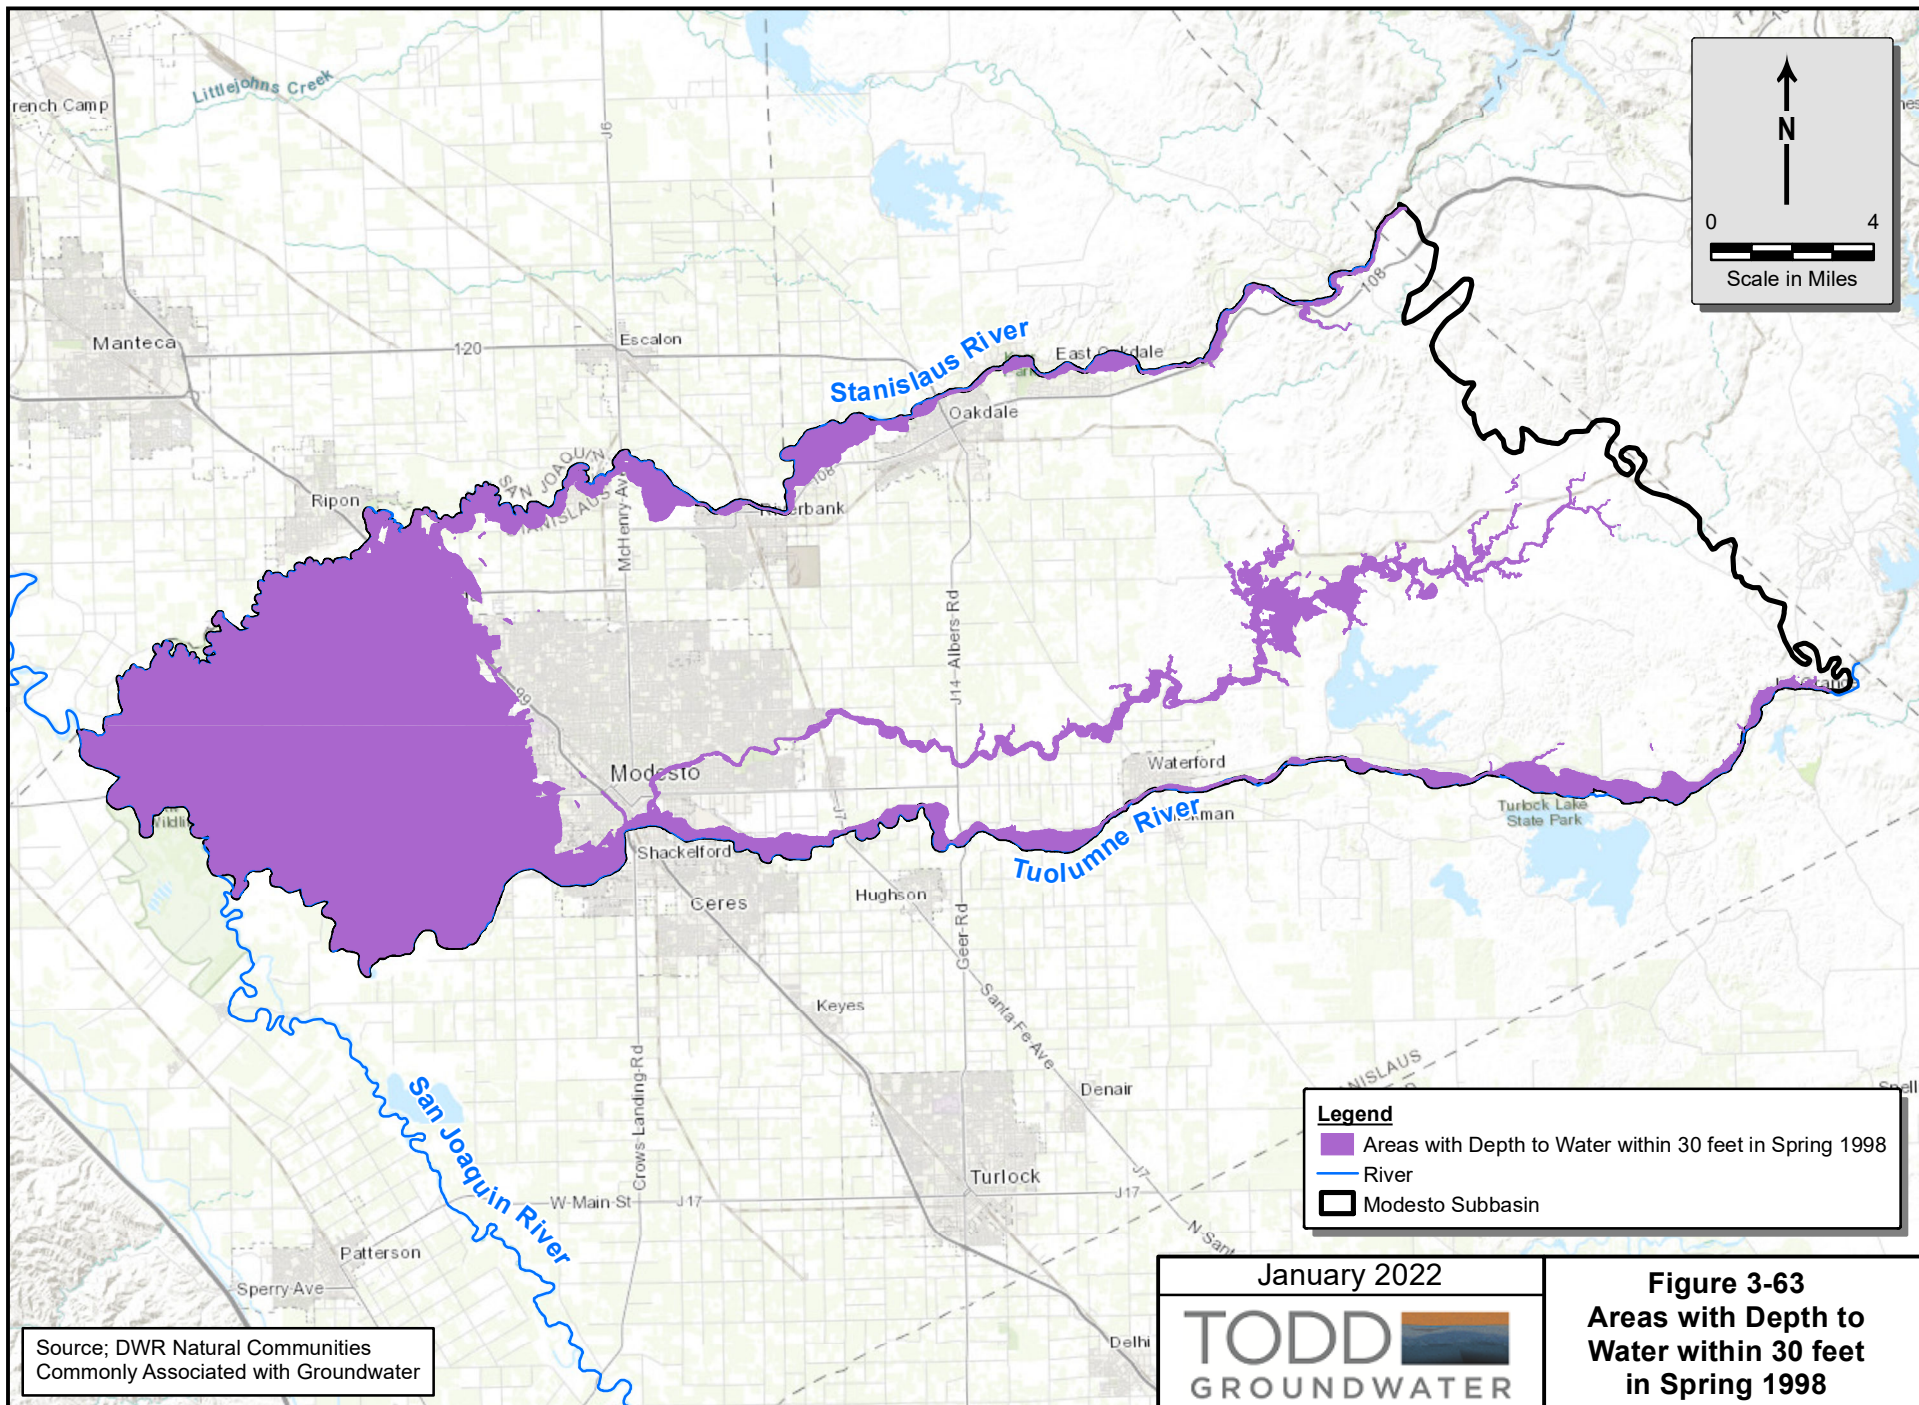 Littlejohns Creek
rench Camp
J6
N
0 4
Scale in Miles
108
Manteca
120
Escalon
Stanislaus River
East Oakdale
Oakdale
108
SAN JOAQUIN
Ripon
McHenry Av
99
J14-Albers-Rd
Modesto
Waterford
J7
Turlock Lake
State Park
Shackelford
Tuolumne River
Hughson
Ceres
Geer-Rd
Keyes
Santa-Fe-Ave
San Joaquin River
Crows-Landing-Rd
Denair
Turlock
J7
W-Main-St
J17
J17
Patterson
Sperry-Ave
Delhi
Legend
Areas with Depth to Water within 30 feet in Spring 1998
River
Modesto Subbasin
January 2022
TODD
GROUNDWATER
Figure 3-63
Areas with Depth to
Water within 30 feet
in Spring 1998
Source; DWR Natural Communities
Commonly Associated with Groundwater